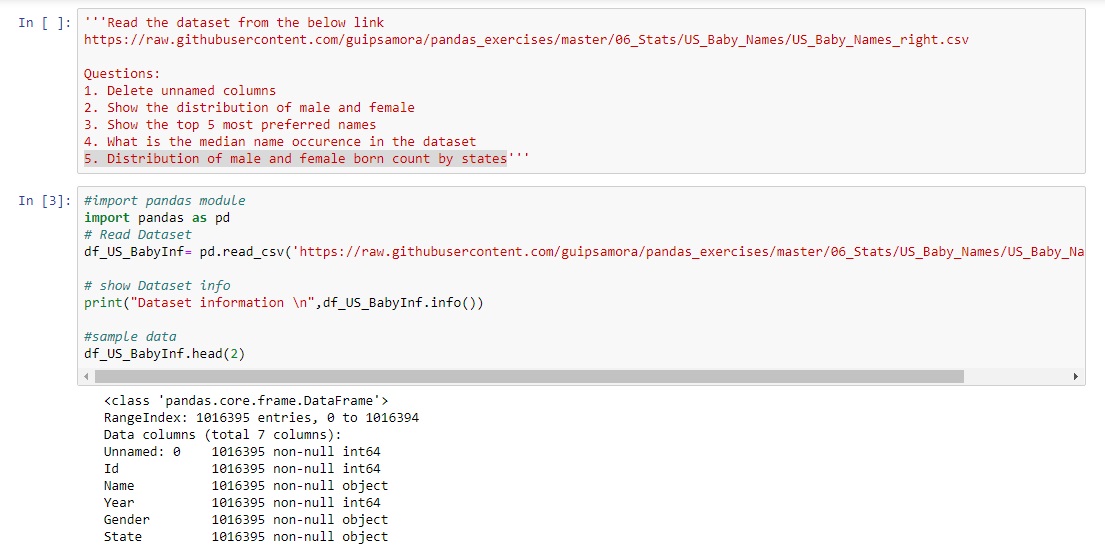 In [ ]: '''Read the dataset from the below link
https://raw.githubusercontent.com/guipsamora/pandas_exercises/master/06_Stats/US_Baby_Names/US_Baby_Names_right.csv
Questions:
1. Delete unnamed columns
2. Show the distribution of male and female
3. Show the top 5 most preferred names
4. What is the median name occurence in the dataset
5. Distribution of male and female born count by states'''
In [3]: #import pandas module
import pandas as pd
# Read Dataset
df_US_BabyInf= pd.read_csv('https://raw.githubusercontent.com/guipsamora/pandas_exercises/master/06_Stats/US_Baby_Names/US_Baby_Na
# show Dataset info
print("Dataset information \n",df_US_BabyInf.info())
#sample data
df_US_BabyInf.head(2)
<class 'pandas.core.frame.DataFrame'>
RangeIndex: 1016395 entries, 0 to 1016394
Data columns (total 7 columns):
Unnamed: 0    1016395 non-null int64
Id            1016395 non-null int64
Name          1016395 non-null object
Year          1016395 non-null int64
Gender        1016395 non-null object
State         1016395 non-null object